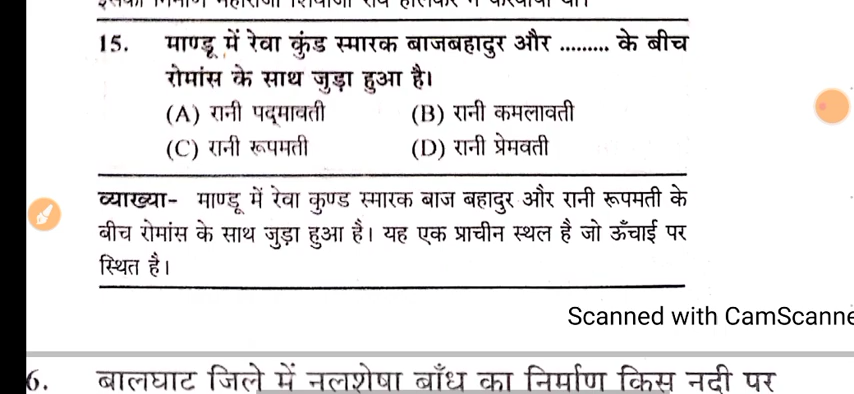 15. माण्डू में रेवा कुंड स्मारक बाजबहादुर और ......... के बीच
रोमांस के साथ जुड़ा हुआ है।
(A) रानी पद्मावती (B) रानी कमलावती
(C) रानी रूपमती (D) रानी प्रेमवती
व्याख्या- माण्डू में रेवा कुण्ड स्मारक बाज बहादुर और रानी रूपमती के
बीच रोमांस के साथ जुड़ा हुआ है। यह एक प्राचीन स्थल है जो ऊँचाई पर
स्थित है।
Scanned with CamScanne
6. बालघाट जिले में नलशेषा बाँध का निर्माण किस नदी पर